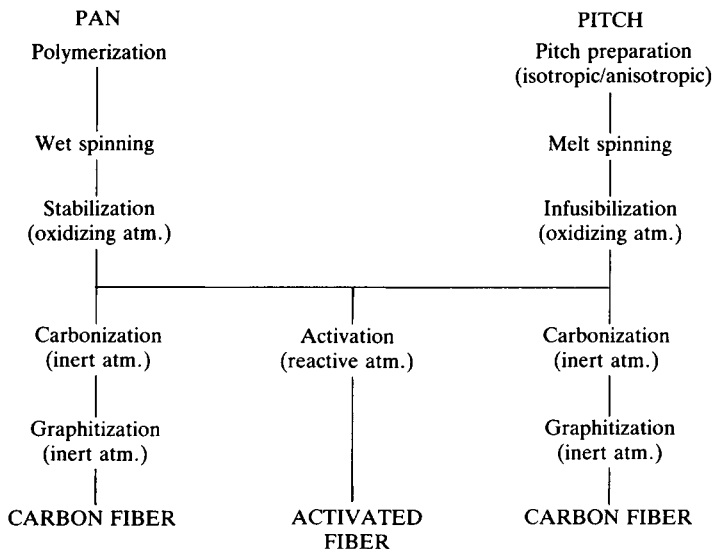 PAN
PITCH
Polymerization
Pitch preparation
(isotropic/anisotropic)
Wet spinning
Melt spinning
Stabilization
(oxidizing atm.)
Infusibilization
(oxidizing atm.)
Carbonization
(inert atm.)
Activation
(reactive atm.)
Carbonization
(inert atm.)
Graphitization
(inert atm.)
Graphitization
(inert atm.)
CARBON FIBER
ACTIVATED
FIBER
CARBON FIBER